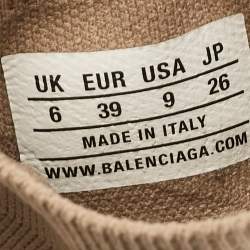 UK EUR USA JP
6 39 9 26
MADE IN ITALY
WWW.BALENCIAGA.COM